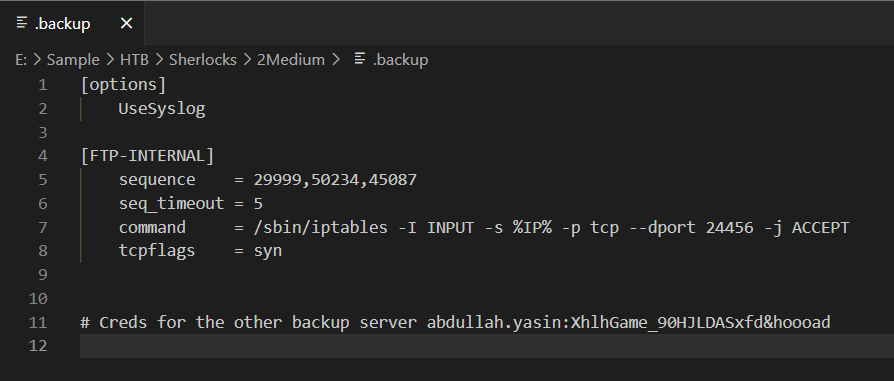 .backup ×
E: > Sample > HTB > Sherlocks > 2Medium > .backup
1 [options]
2 UseSyslog
3
4 [FTP-INTERNAL]
5 sequence = 29999,50234,45087
6 seq_timeout = 5
7 command = /sbin/iptables -I INPUT -s %IP% -p tcp --dport 24456 -j ACCEPT
8 tcpflags = syn
9
10
11 # Creds for the other backup server abdullah.yasin:XhlhGame_90HJLDASxfd&hoooad
12